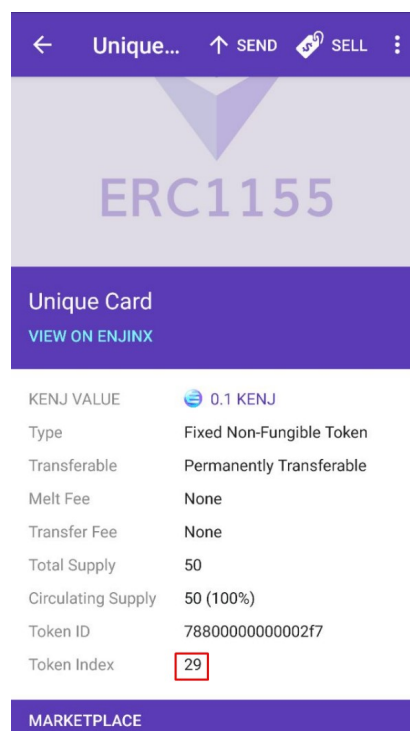 Unique... SEND SELL
ERC1155
Unique Card
VIEW ON ENJINX
KENJ VALUE 0.1 KENJ
Type Fixed Non-Fungible Token
Transferable Permanently Transferable
Melt Fee None
Transfer Fee None
Total Supply 50
Circulating Supply 50 (100%)
Token ID 78800000000002f7
Token Index 29
MARKETPLACE